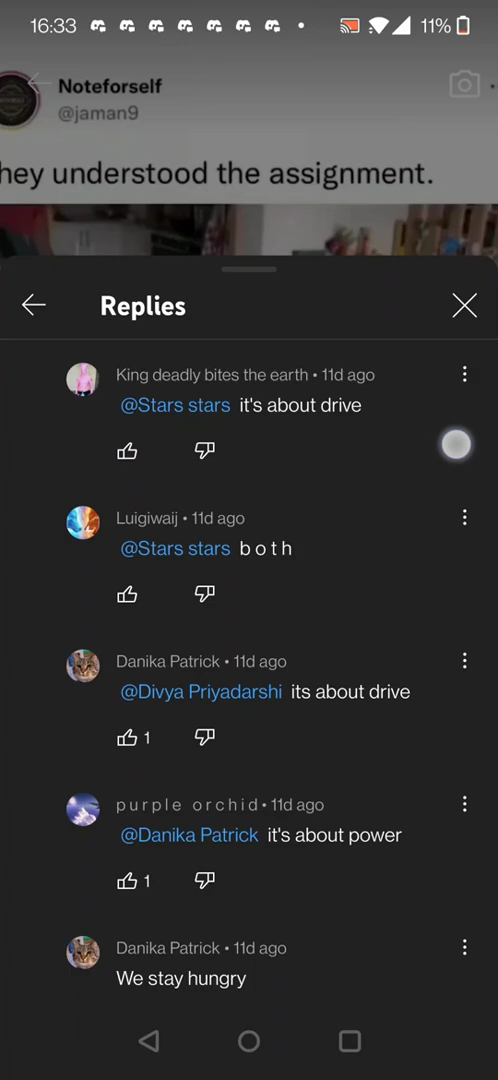 16:33
11%
Noteforself
@jaman9
hey understood the assignment.
Replies
King deadly bites the earth • 11d ago
@Stars stars it's about drive
Luigiwaij • 11d ago
@Stars stars b o t h
Danika Patrick • 11d ago
@Divya Priyadarshi its about drive
1
p u r p l e o r c h i d • 11d ago
@Danika Patrick it's about power
1
Danika Patrick • 11d ago
We stay hungry